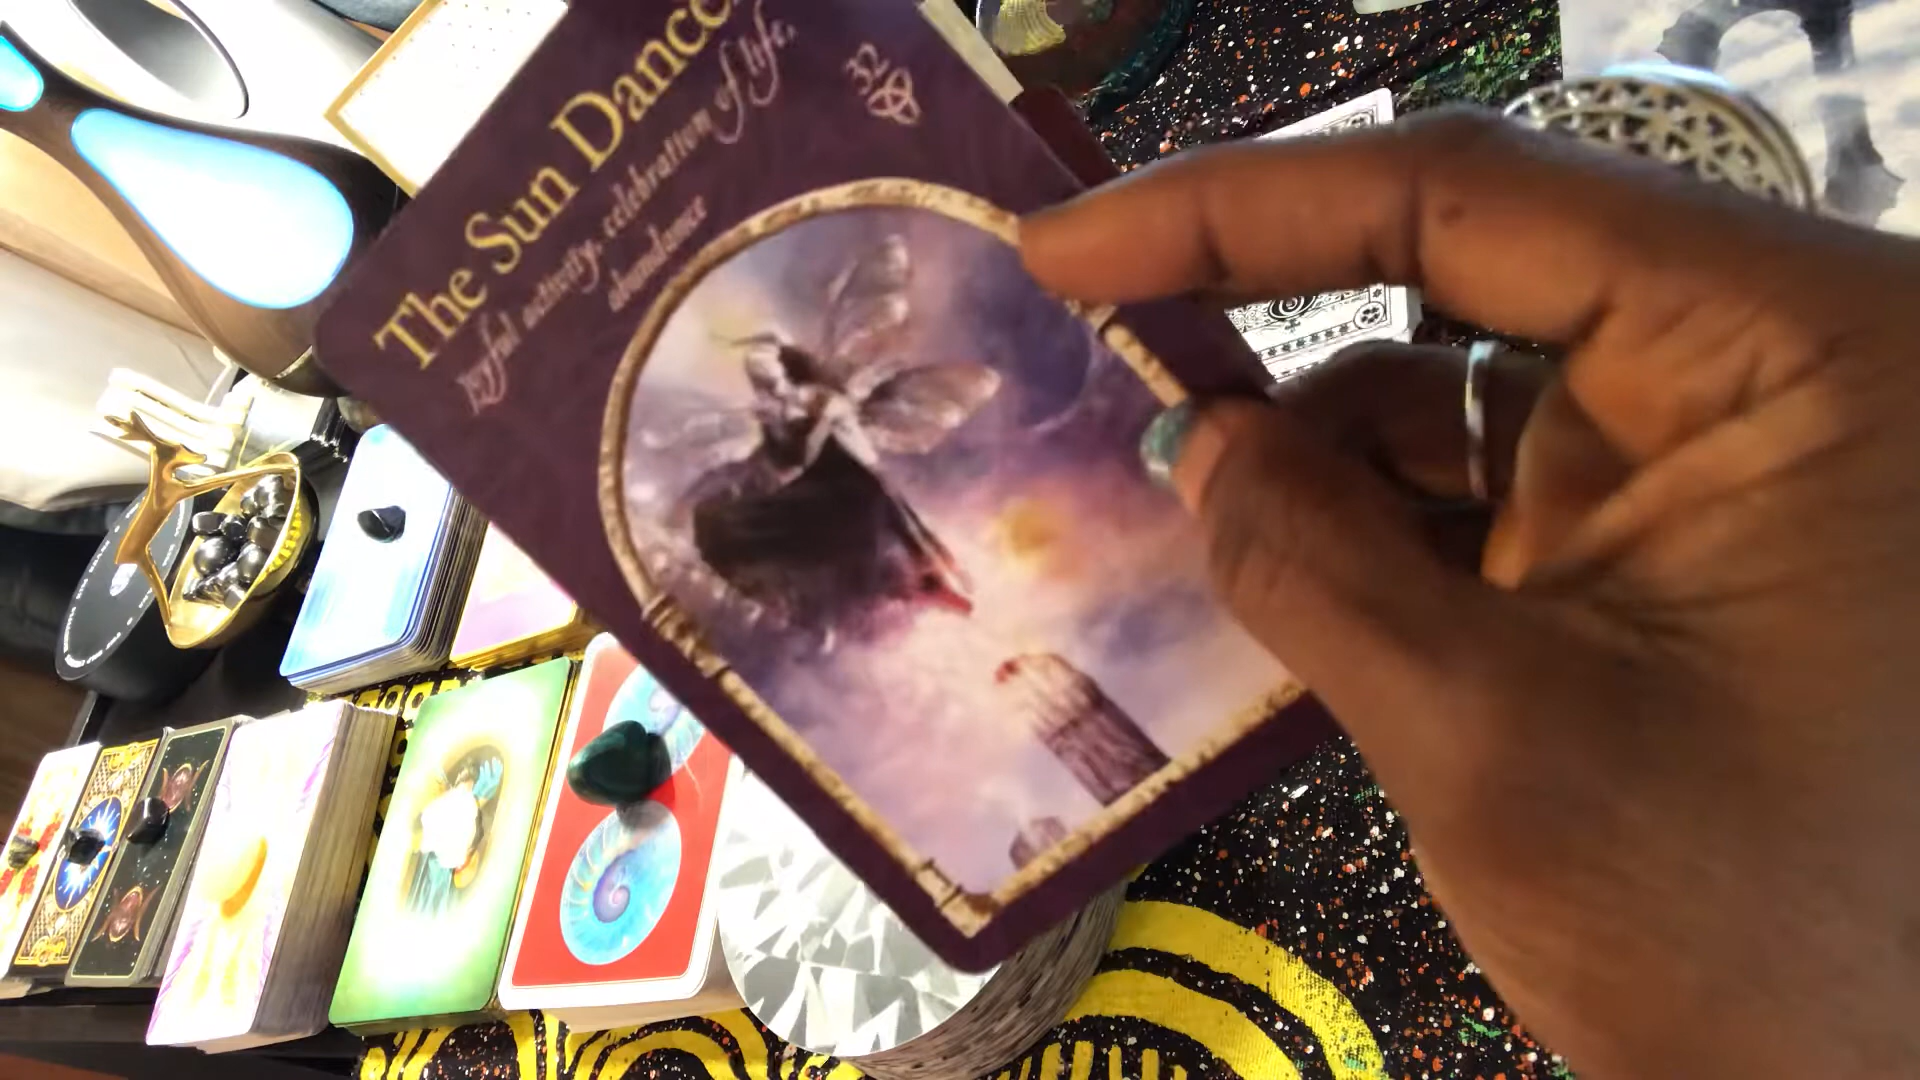 The Sun Dance
Joyful activity, celebration of life,
abundance
32